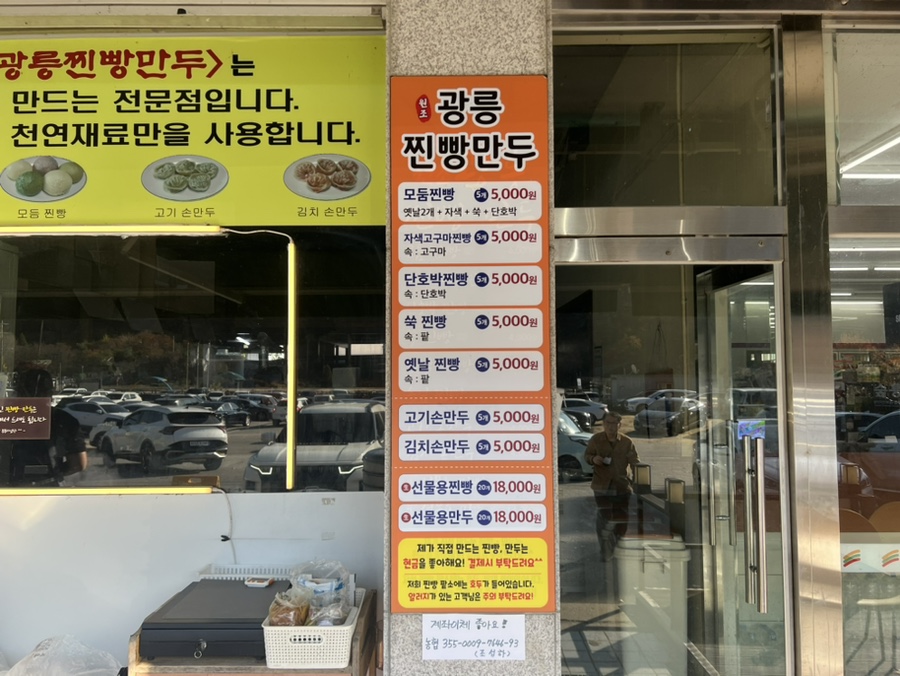 광릉찐빵만두> 는
만드는 전문점입니다.
천연재료만을 사용합니다.
모둠 찐빵
고기 손만두
김치 손만두
원조
광릉
찐빵만두
모둠찐빵 5개 5,000원
옛날2개 + 자색 + 쑥 + 단호박
자색고구마찐빵 5개 5,000원
속 : 고구마
단호박찐빵 5개 5,000원
속 : 단호박
쑥 찐빵 5개 5,000원
속 : 팥
옛날 찐빵 5개 5,000원
속 : 팥
고기손만두 5개 5,000원
김치손만두 5개 5,000원
선물용찐빵 20개 18,000원
선물용만두 20개 18,000원
제가 직접 만드는 찐빵, 만두는
현금을 좋아해요! 결제시 부탁드려요^^
저희 찐빵 팥소에는 호두가 들어있습니다.
알러지가 있는 고객님은 주의 부탁드려요!
계좌이체 좋아요!
농협 355-0009-7646-93